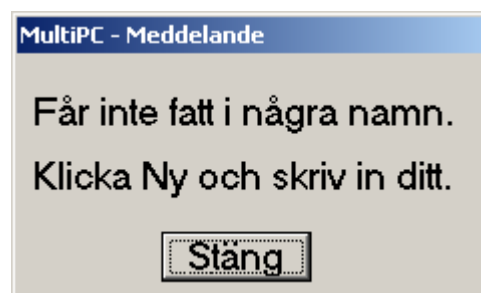 MultiPC - Meddelande
Får inte fatt i några namn.
Klicka Ny och skriv in ditt.
Stäng